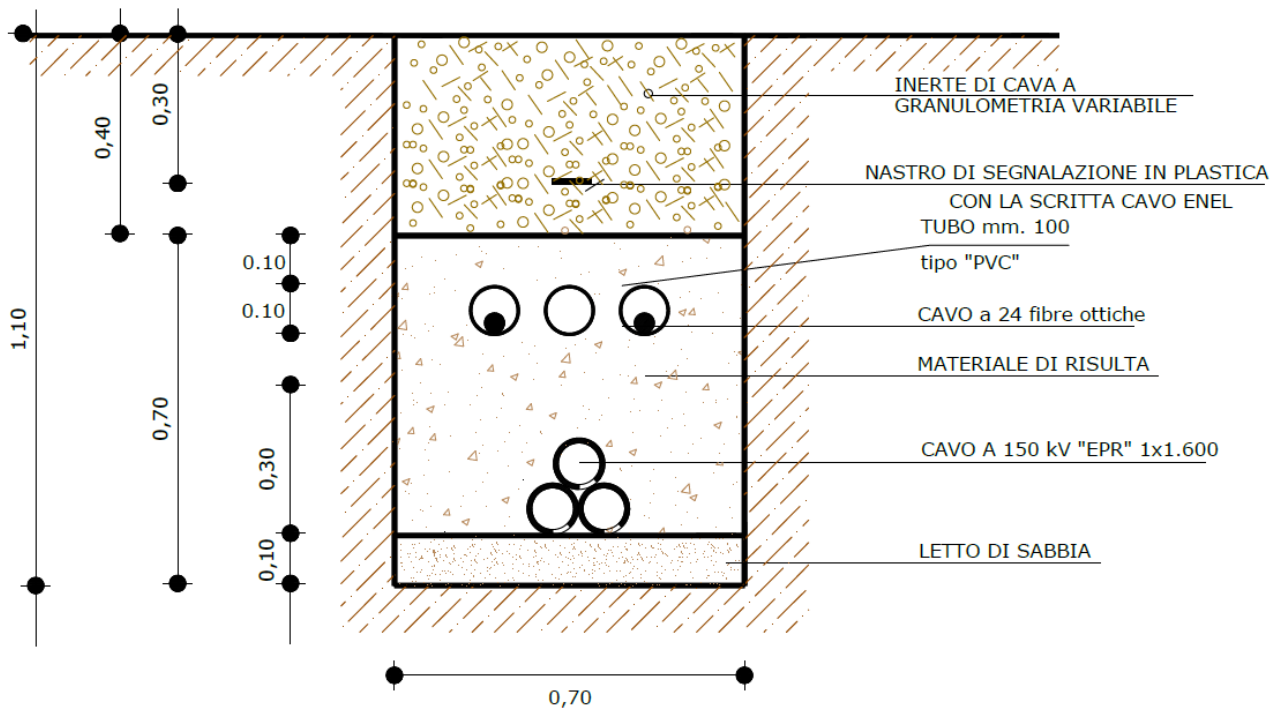 0,30
0,40
1,10
0.10
0.10
0,70
0,30
0,10
0,70
INERTE DI CAVA A
GRANULOMETRIA VARIABILE
NASTRO DI SEGNALAZIONE IN PLASTICA
CON LA SCRITTA CAVO ENEL
TUBO mm. 100
tipo "PVC"
CAVO a 24 fibre ottiche
MATERIALE DI RISULTA
CAVO A 150 kV "EPR" 1x1.600
LETTO DI SABBIA